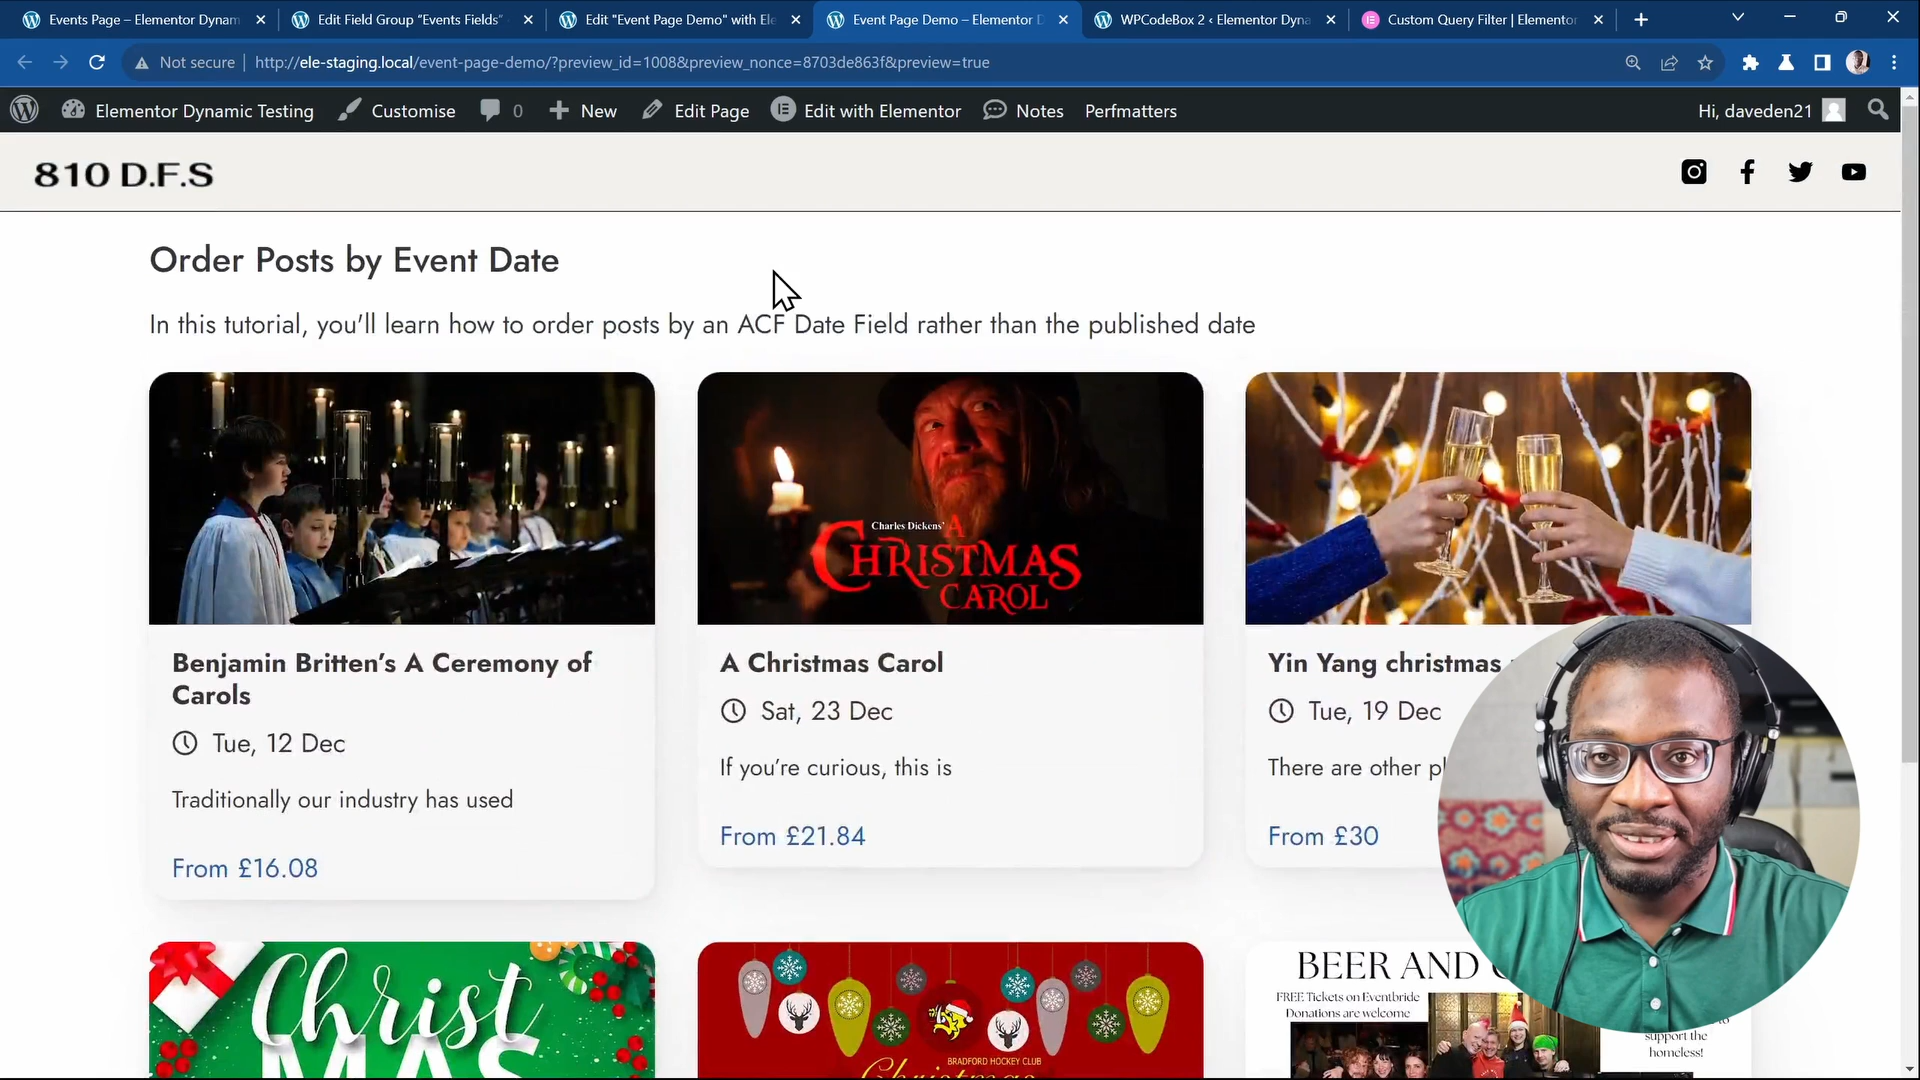 Events Page – Elementor Dynam
Edit Field Group "Events Fields"
Edit "Event Page Demo" with Ele
Event Page Demo – Elementor D
WPCodeBox 2 ‹ Elementor Dyna
Custom Query Filter | Elementor
Not secure
http://ele-staging.local/event-page-demo/?preview_id=1008&preview_nonce=8703de863f&preview=true
Elementor Dynamic Testing
Customise
0
New
Edit Page
Edit with Elementor
Notes
Perfmatters
Hi, daveden21
810 D.F.S
Order Posts by Event Date
In this tutorial, you'll learn how to order posts by an ACF Date Field rather than the published date
Charles Dickens'
A
CHRISTMAS
CAROL
Benjamin Britten's A Ceremony of
Carols
Tue, 12 Dec
Traditionally our industry has used
From £16.08
A Christmas Carol
Sat, 23 Dec
If you're curious, this is
From £21.84
Yin Yang christmas
Tue, 19 Dec
There are other pl
From £30
Christ
MAS
BRADFORD HOCKEY CLUB
Christmas
BEER AND C
FREE Tickets on Eventbride
Donations are welcome
support the
homeless!